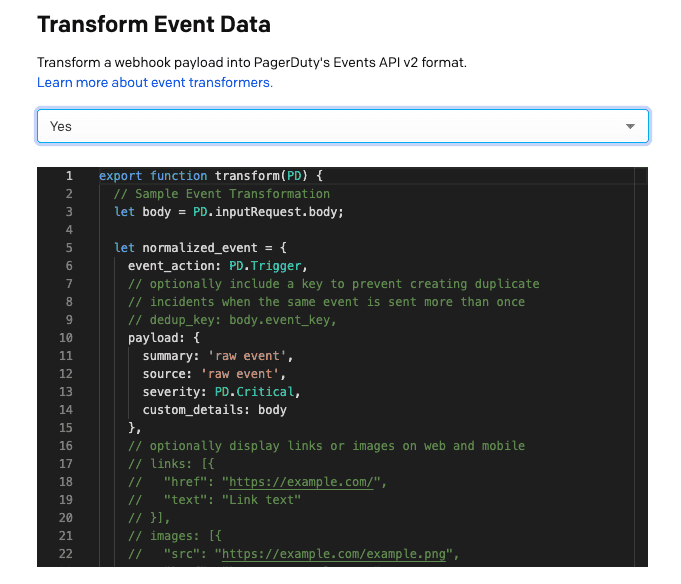 Transform Event Data
Transform a webhook payload into PagerDuty's Events API v2 format.
Learn more about event transformers.
Yes
1 export function transform(PD) {
2 // Sample Event Transformation
3 let body = PD.inputRequest.body;
4
5 let normalized_event = {
6 event_action: PD.Trigger,
7 // optionally include a key to prevent creating duplicate
8 // incidents when the same event is sent more than once
9 // dedup_key: body.event_key,
10 payload: {
11 summary: 'raw event',
12 source: 'raw event',
13 severity: PD.Critical,
14 custom_details: body
15 },
16 // optionally display links or images on web and mobile
17 // links: [{
18 // "href": "https://example.com/",
19 // "text": "Link text"
20 // }],
21 // images: [{
22 // "src": "https://example.com/example.png",